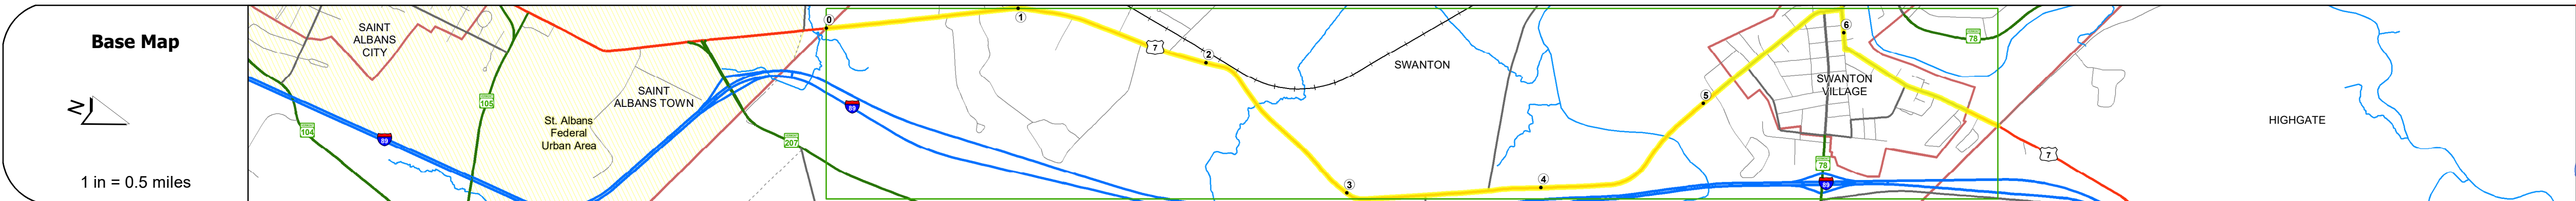 Base Map
N
1 in = 0.5 miles
SAINT
ALBANS
CITY
104
89
105
St. Albans
Federal
Urban Area
SAINT
ALBANS TOWN
207
0
89
1
7
2
3
SWANTON
4
5
6
SWANTON
VILLAGE
78
89
78
7
HIGHGATE